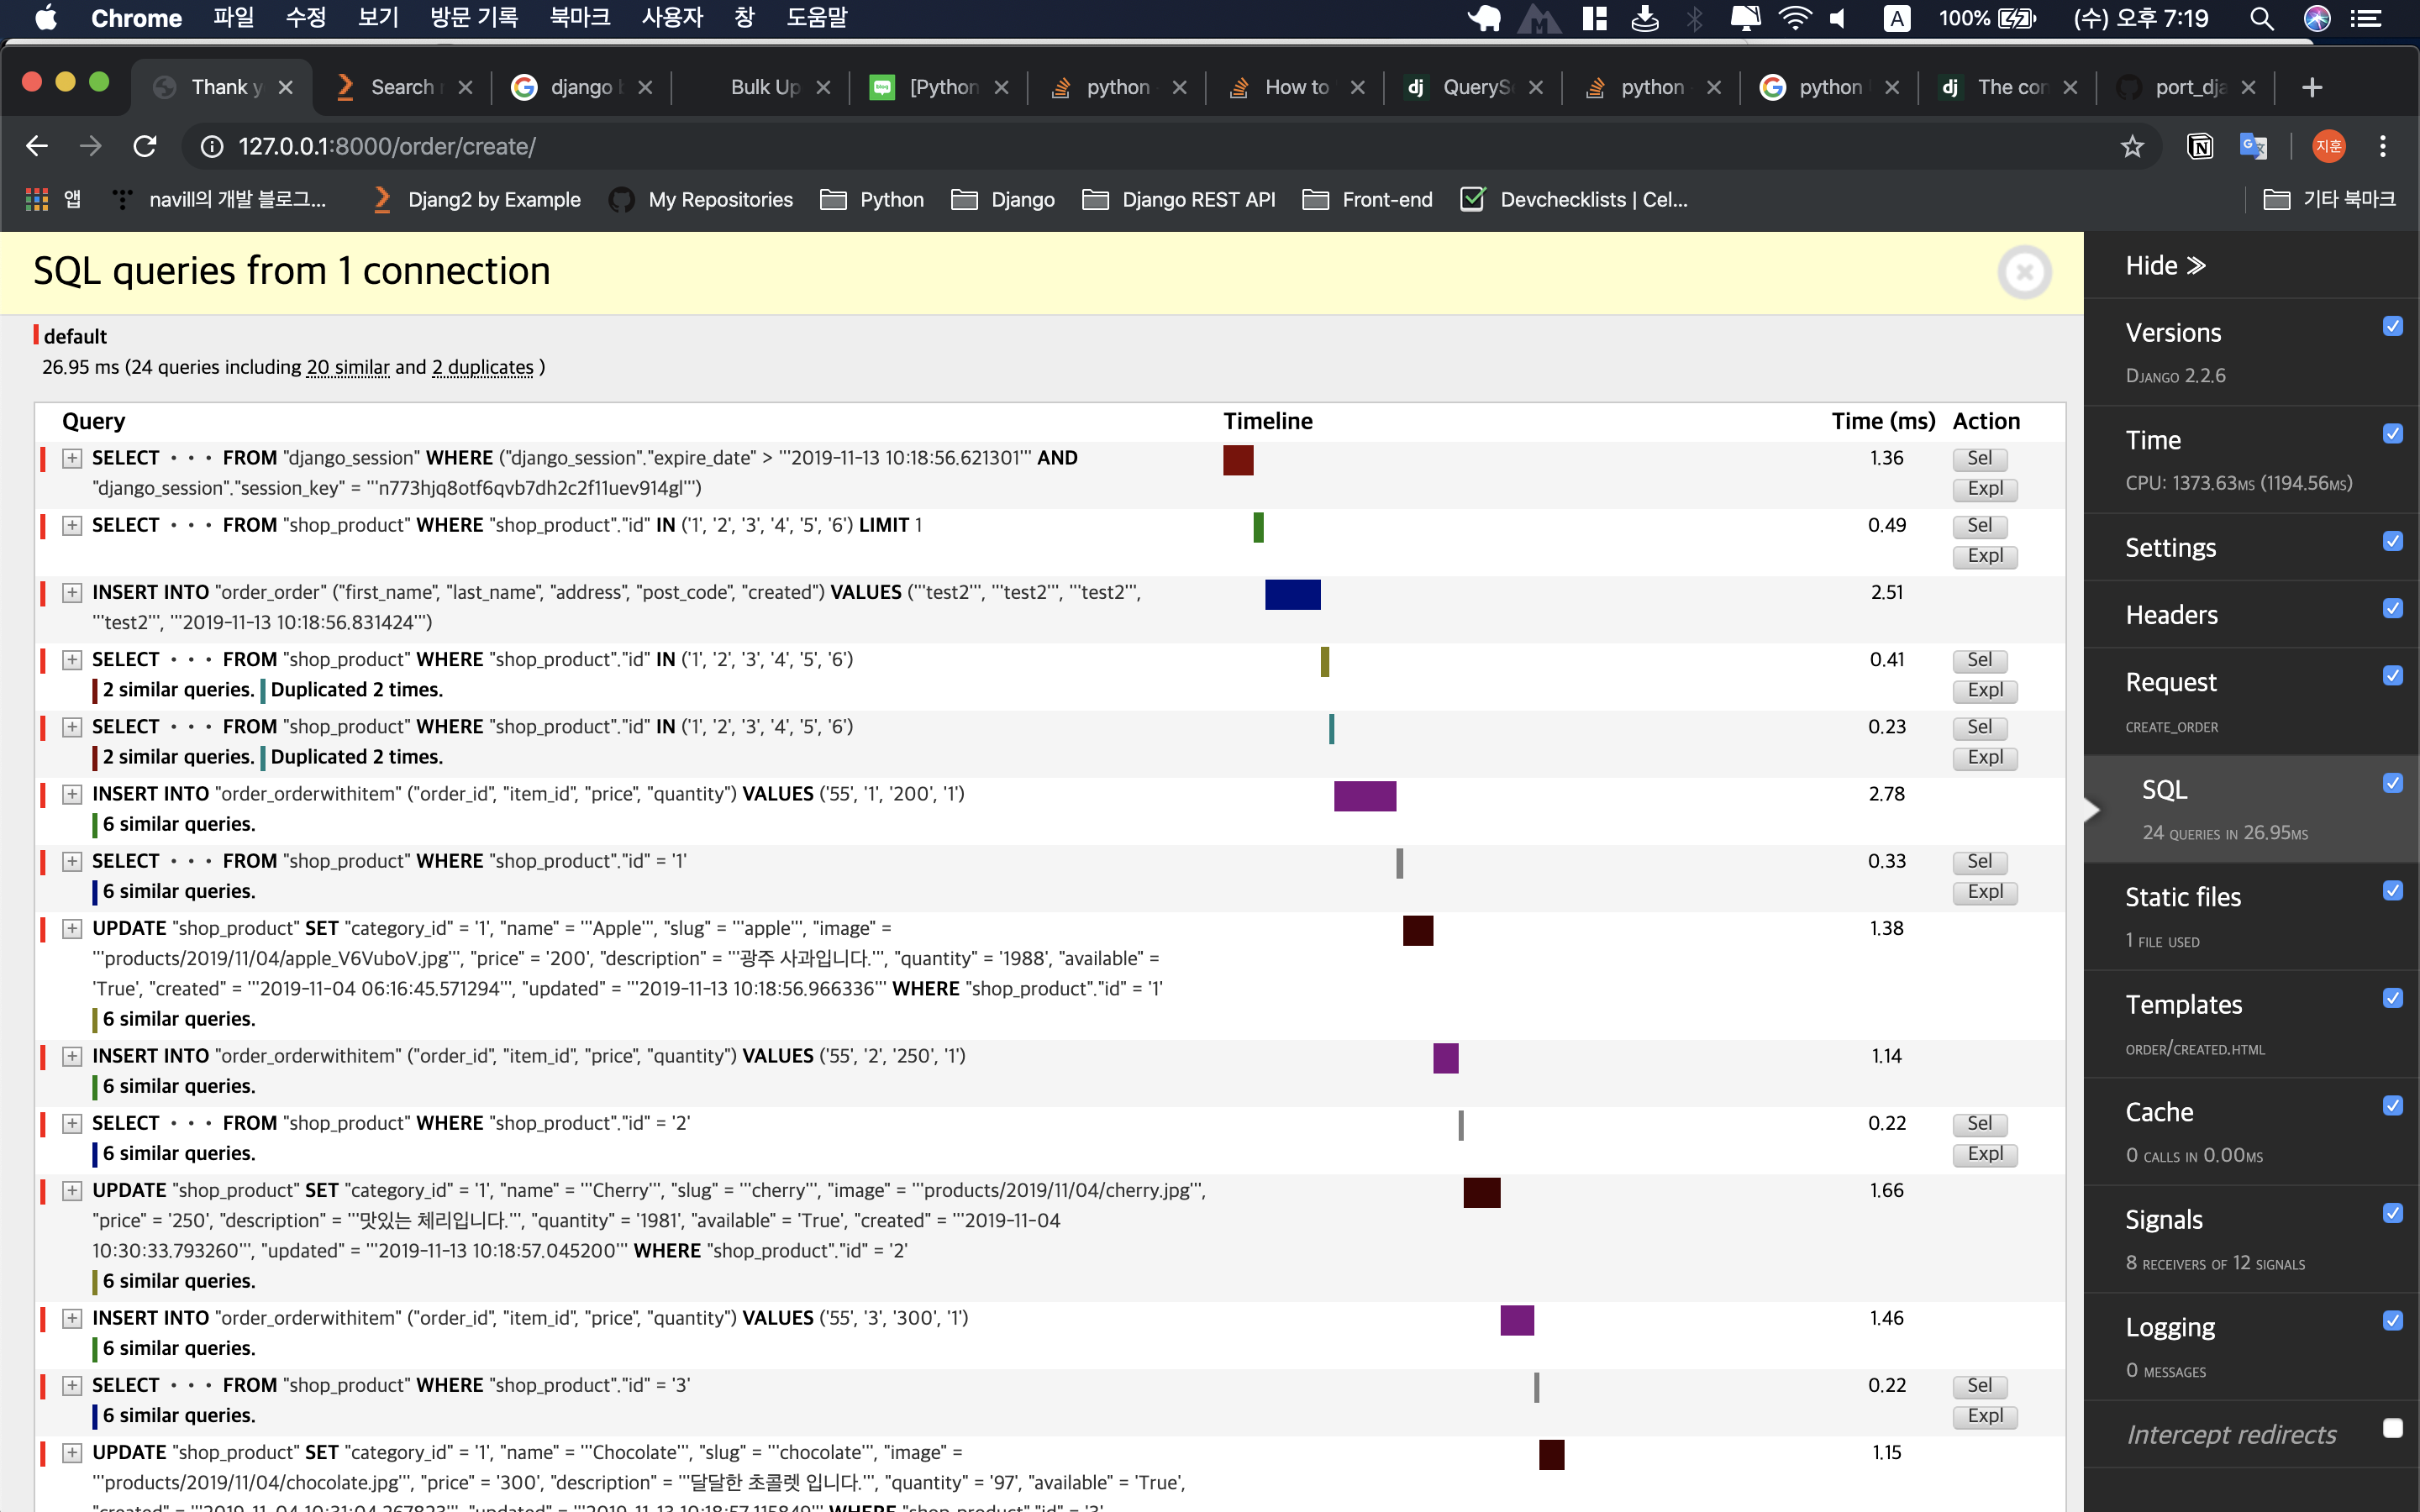 Chrome 파일 수정 보기 방문 기록 북마크 사용자 창 도움말 A 100% (수) 오후 7:19
Thank y Search r django b Bulk Up [Python python How to QuerySe python python The con port_dja
127.0.0.1:8000/order/create/ 지훈
앱 navill의 개발 블로그... Djang2 by Example My Repositories Python Django Django REST API Front-end Devchecklists | Cel... 기타 북마크
SQL queries from 1 connection
default
26.95 ms (24 queries including 20 similar and 2 duplicates )
Query Timeline Time (ms) Action
SELECT ••• FROM "django_session" WHERE ("django_session"."expire_date" > '''2019-11-13 10:18:56.621301''' AND 1.36 Sel
"django_session"."session_key" = '''n773hjq8otf6qvb7dh2c2f11uev914gl''') Expl
SELECT ••• FROM "shop_product" WHERE "shop_product"."id" IN ('1', '2', '3', '4', '5', '6') LIMIT 1 0.49 Sel
Expl
INSERT INTO "order_order" ("first_name", "last_name", "address", "post_code", "created") VALUES ('''test2''', '''test2''', '''test2''', 2.51
'''test2''', '''2019-11-13 10:18:56.831424''')
SELECT ••• FROM "shop_product" WHERE "shop_product"."id" IN ('1', '2', '3', '4', '5', '6') 0.41 Sel
2 similar queries. Duplicated 2 times. Expl
SELECT ••• FROM "shop_product" WHERE "shop_product"."id" IN ('1', '2', '3', '4', '5', '6') 0.23 Sel
2 similar queries. Duplicated 2 times. Expl
INSERT INTO "order_orderwithitem" ("order_id", "item_id", "price", "quantity") VALUES ('55', '1', '200', '1') 2.78
6 similar queries.
SELECT ••• FROM "shop_product" WHERE "shop_product"."id" = '1' 0.33 Sel
6 similar queries. Expl
UPDATE "shop_product" SET "category_id" = '1', "name" = '''Apple''', "slug" = '''apple''', "image" = 1.38
'''products/2019/11/04/apple_V6VuboV.jpg''', "price" = '200', "description" = '''광주 사과입니다.''', "quantity" = '1988', "available" =
'True', "created" = '''2019-11-04 06:16:45.571294''', "updated" = '''2019-11-13 10:18:56.966336''' WHERE "shop_product"."id" = '1'
6 similar queries.
INSERT INTO "order_orderwithitem" ("order_id", "item_id", "price", "quantity") VALUES ('55', '2', '250', '1') 1.14
6 similar queries.
SELECT ••• FROM "shop_product" WHERE "shop_product"."id" = '2' 0.22 Sel
6 similar queries. Expl
UPDATE "shop_product" SET "category_id" = '1', "name" = '''Cherry''', "slug" = '''cherry''', "image" = '''products/2019/11/04/cherry.jpg''', 1.66
"price" = '250', "description" = '''맛있는 체리입니다.''', "quantity" = '1981', "available" = 'True', "created" = '''2019-11-04
10:30:33.793260''', "updated" = '''2019-11-13 10:18:57.045200''' WHERE "shop_product"."id" = '2'
6 similar queries.
INSERT INTO "order_orderwithitem" ("order_id", "item_id", "price", "quantity") VALUES ('55', '3', '300', '1') 1.46
6 similar queries.
SELECT ••• FROM "shop_product" WHERE "shop_product"."id" = '3' 0.22 Sel
6 similar queries. Expl
UPDATE "shop_product" SET "category_id" = '1', "name" = '''Chocolate''', "slug" = '''chocolate''', "image" = 1.15
'''products/2019/11/04/chocolate.jpg''', "price" = '300', "description" = '''달달한 초콜렛 입니다.''', "quantity" = '97', "available" = 'True',
"created" = '''2019-11-04 10:31:04.267823''', "updated" = '''2019-11-13 10:18:57.115849''' WHERE "shop_product"."id" = '3'
Hide
Versions
Django 2.2.6
Time
CPU: 1373.63ms (1194.56ms)
Settings
Headers
Request
create_order
SQL
24 queries in 26.95ms
Static files
1 file used
Templates
order/created.html
Cache
0 calls in 0.00ms
Signals
8 receivers of 12 signals
Logging
0 messages
Intercept redirects